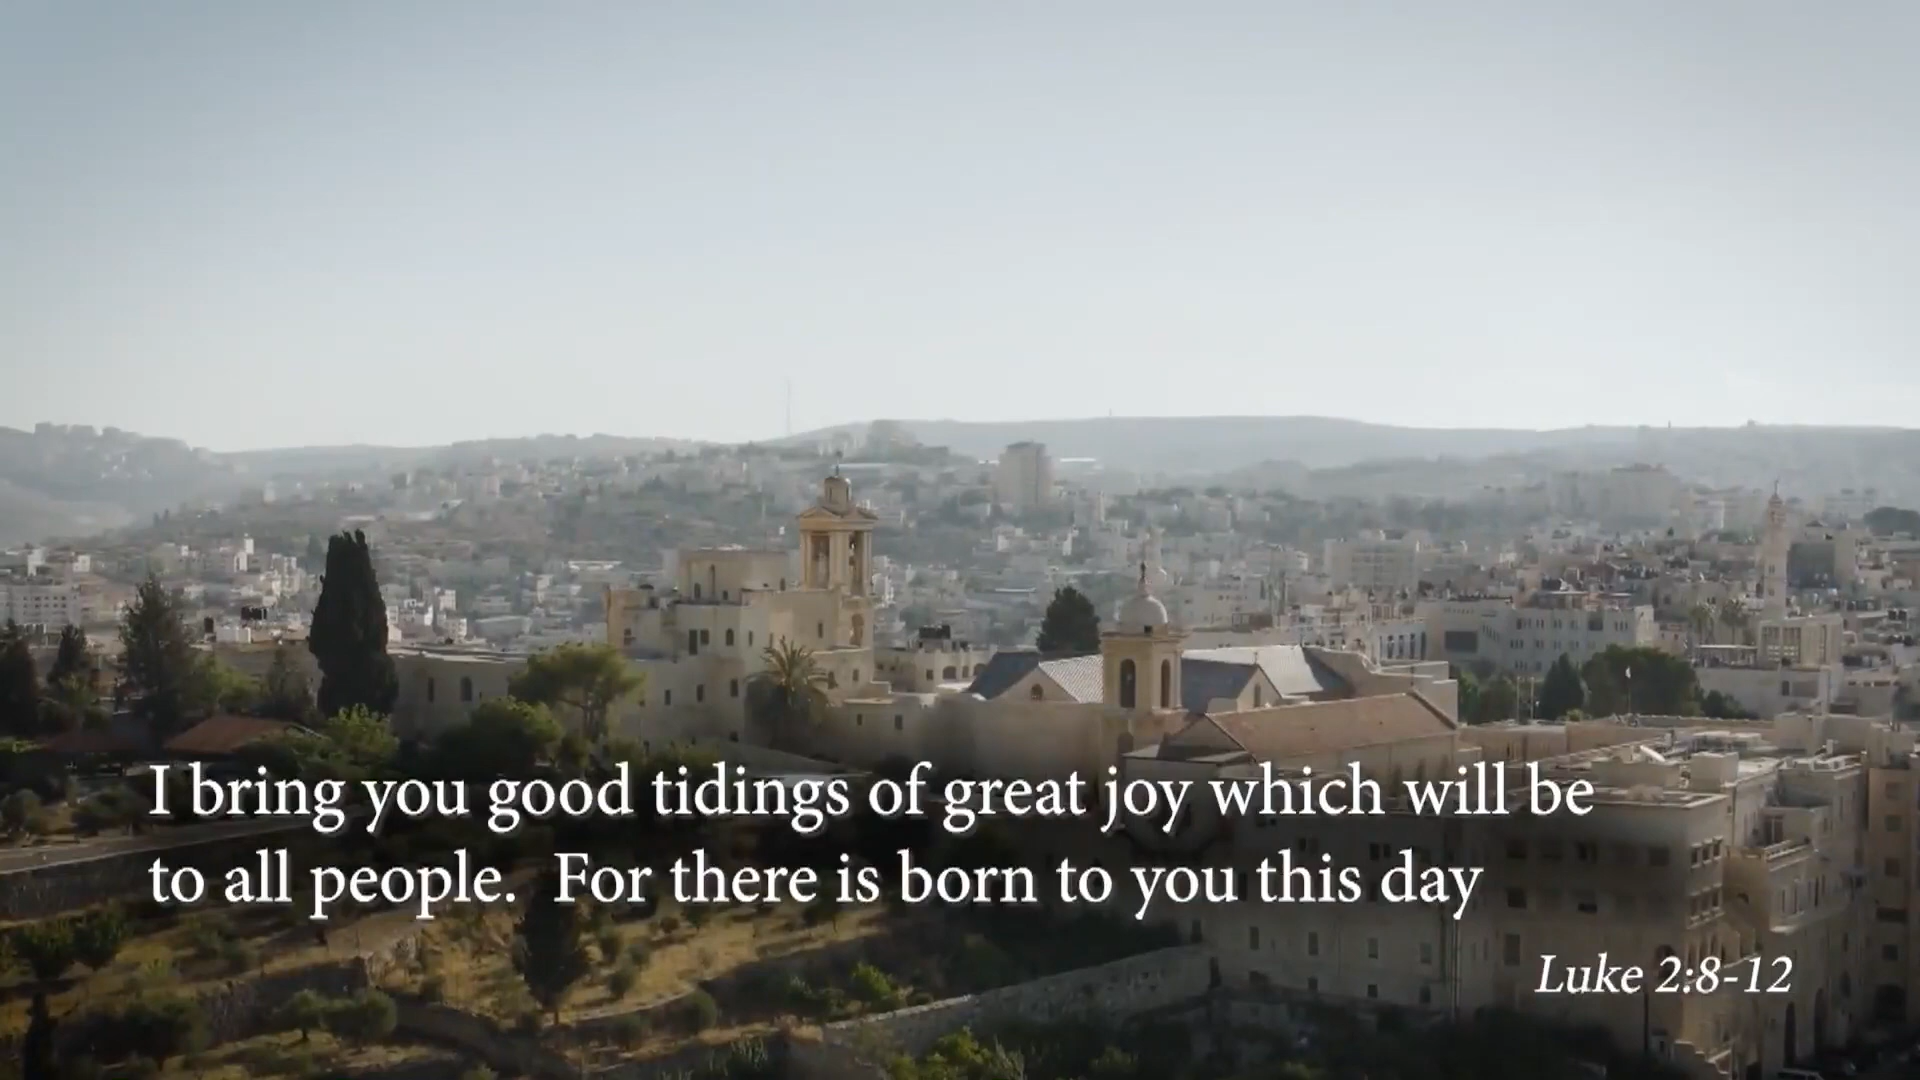 I bring you good tidings of great joy which will be
to all people.  For there is born to you this day
Luke 2:8-12